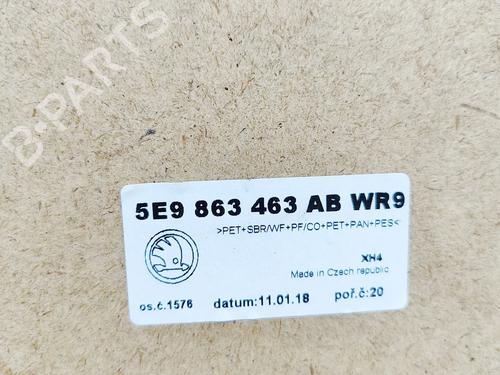 B-PARTS
5E9 863 463 AB WR9
>PET+SBR/WF+PF/CO+PET+PAN+PES<
XH4
Made in Czech republic
os.č.1576 datum:11.01.18 poř.č:20